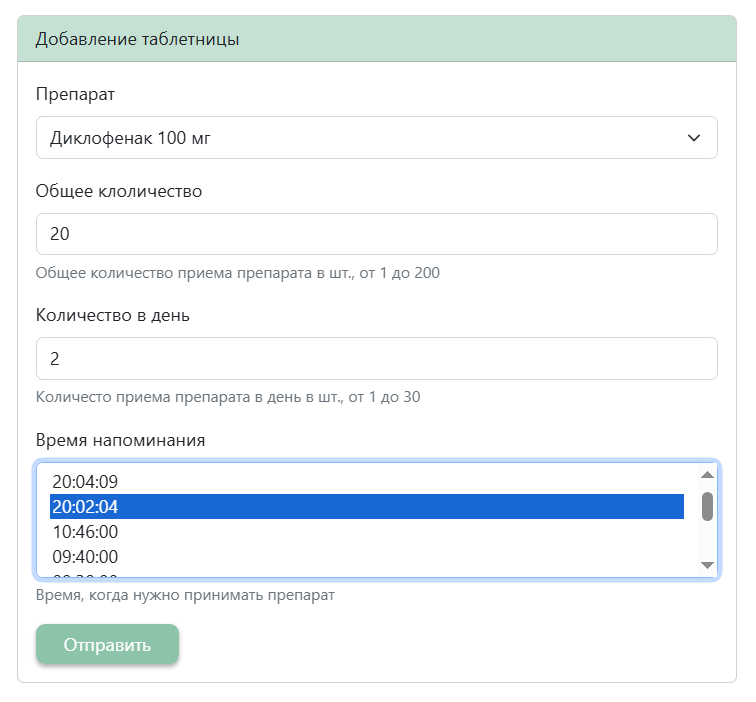 Добавление таблетницы
Препарат
Диклофенак 100 мг
Общее клоличество
20
Общее количество приема препарата в шт., от 1 до 200
Количество в день
2
Количесто приема препарата в день в шт., от 1 до 30
Время напоминания
20:04:09
20:02:04
10:46:00
09:40:00
Время, когда нужно принимать препарат
Отправить